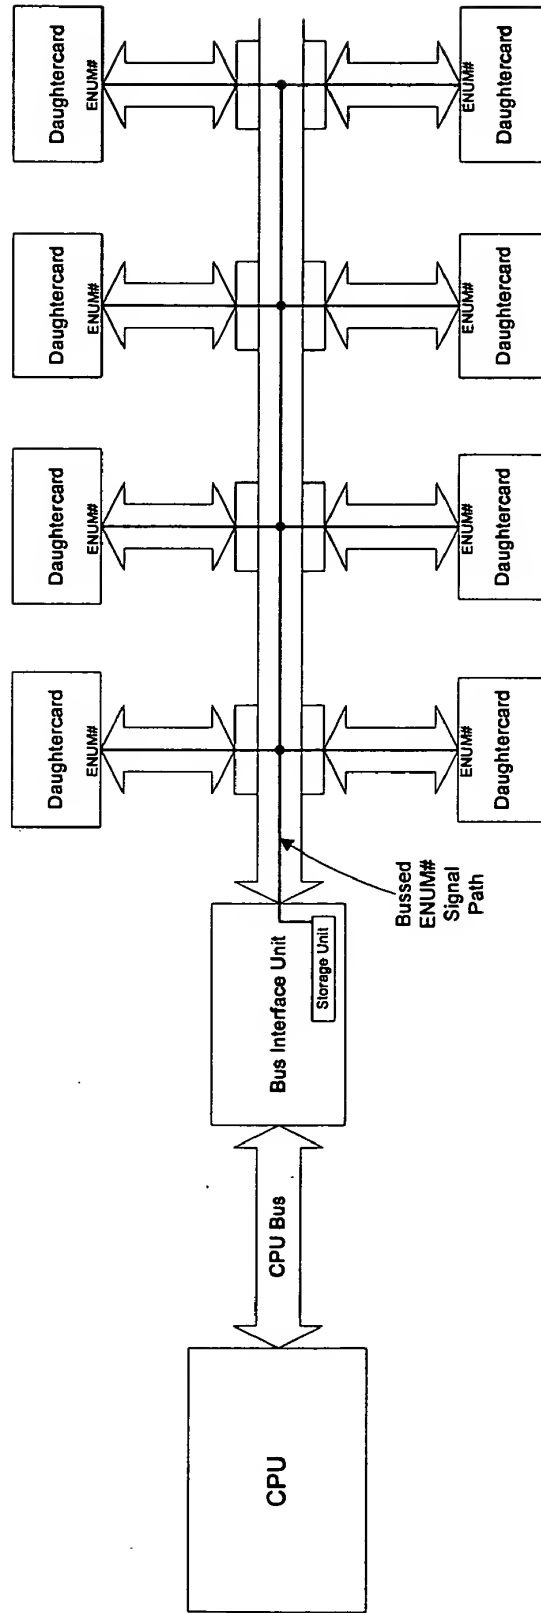 CPU
CPU Bus
Bus Interface Unit
Storage Unit
Bussed
ENUM#
Signal
Path
Daughtercard
ENUM#
Daughtercard
ENUM#
Daughtercard
ENUM#
Daughtercard
ENUM#
ENUM#
Daughtercard
ENUM#
Daughtercard
ENUM#
Daughtercard
ENUM#
Daughtercard